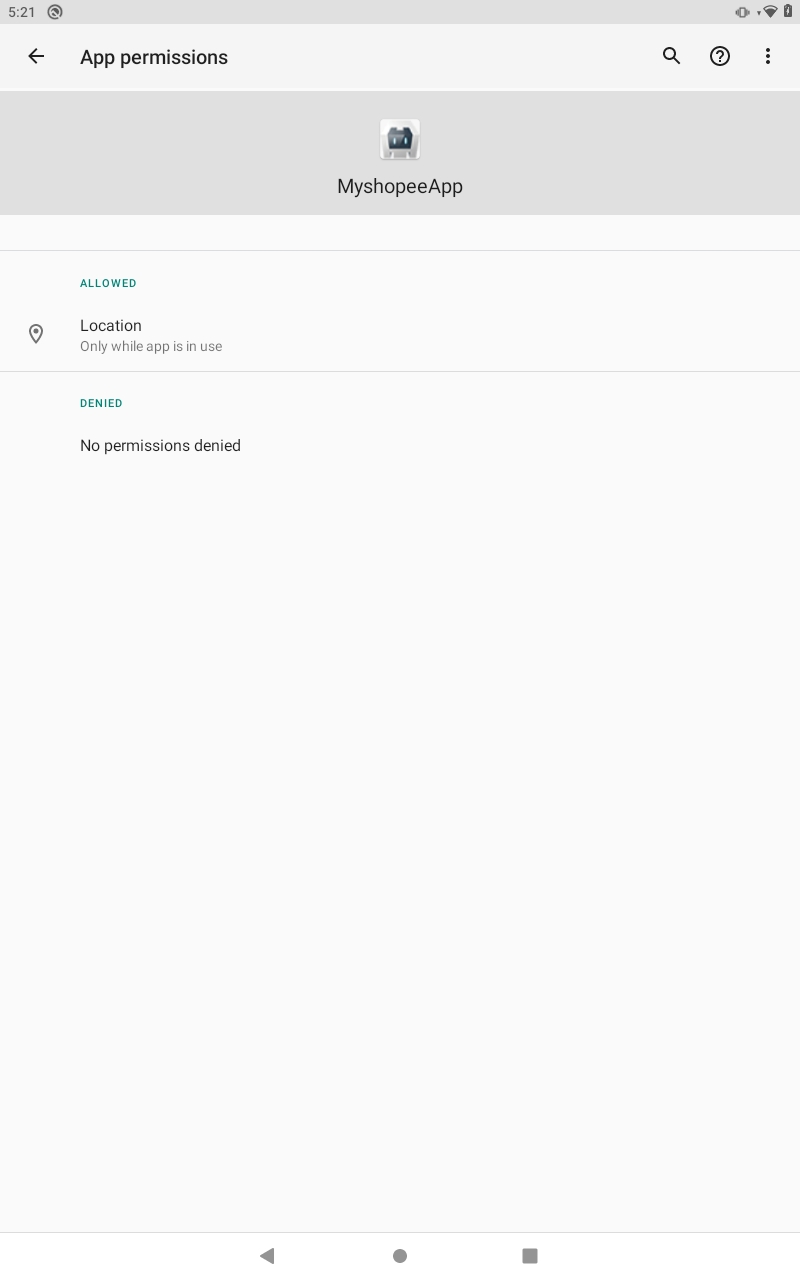 5:21
App permissions
MyshopeeApp
ALLOWED
Location
Only while app is in use
DENIED
No permissions denied